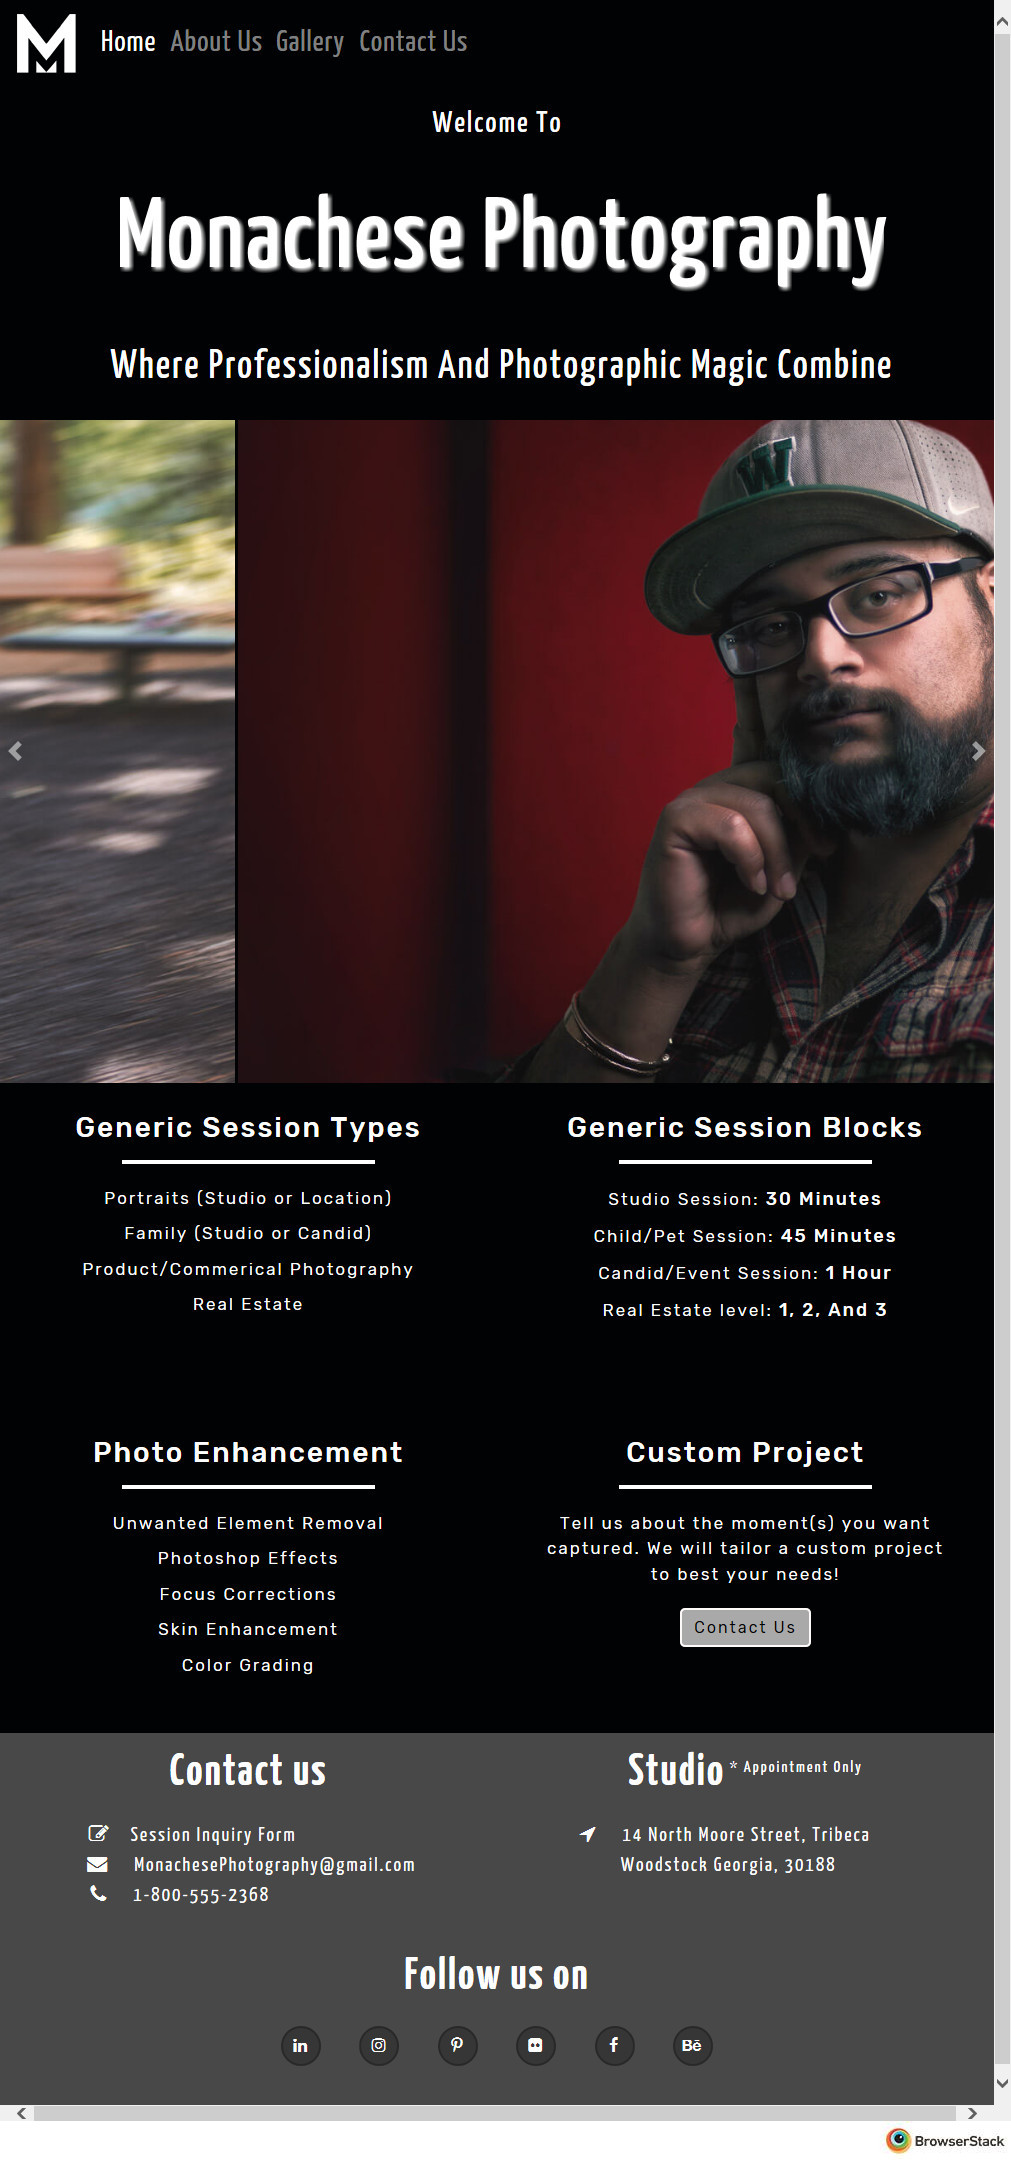 M
Home About Us Gallery Contact Us
Welcome To
Monachese Photography
Where Professionalism And Photographic Magic Combine
W
Generic Session Types
Portraits (Studio or Location)
Family (Studio or Candid)
Product/Commerical Photography
Real Estate
Generic Session Blocks
Studio Session: 30 Minutes
Child/Pet Session: 45 Minutes
Candid/Event Session: 1 Hour
Real Estate level: 1, 2, And 3
Photo Enhancement
Unwanted Element Removal
Photoshop Effects
Focus Corrections
Skin Enhancement
Color Grading
Custom Project
Tell us about the moment(s) you want
captured. We will tailor a custom project
to best your needs!
Contact Us
Contact us
Session Inquiry Form
MonachesePhotography@gmail.com
1-800-555-2368
Studio * Appointment Only
14 North Moore Street, Tribeca
Woodstock Georgia, 30188
Follow us on
in f Bē
BrowserStack